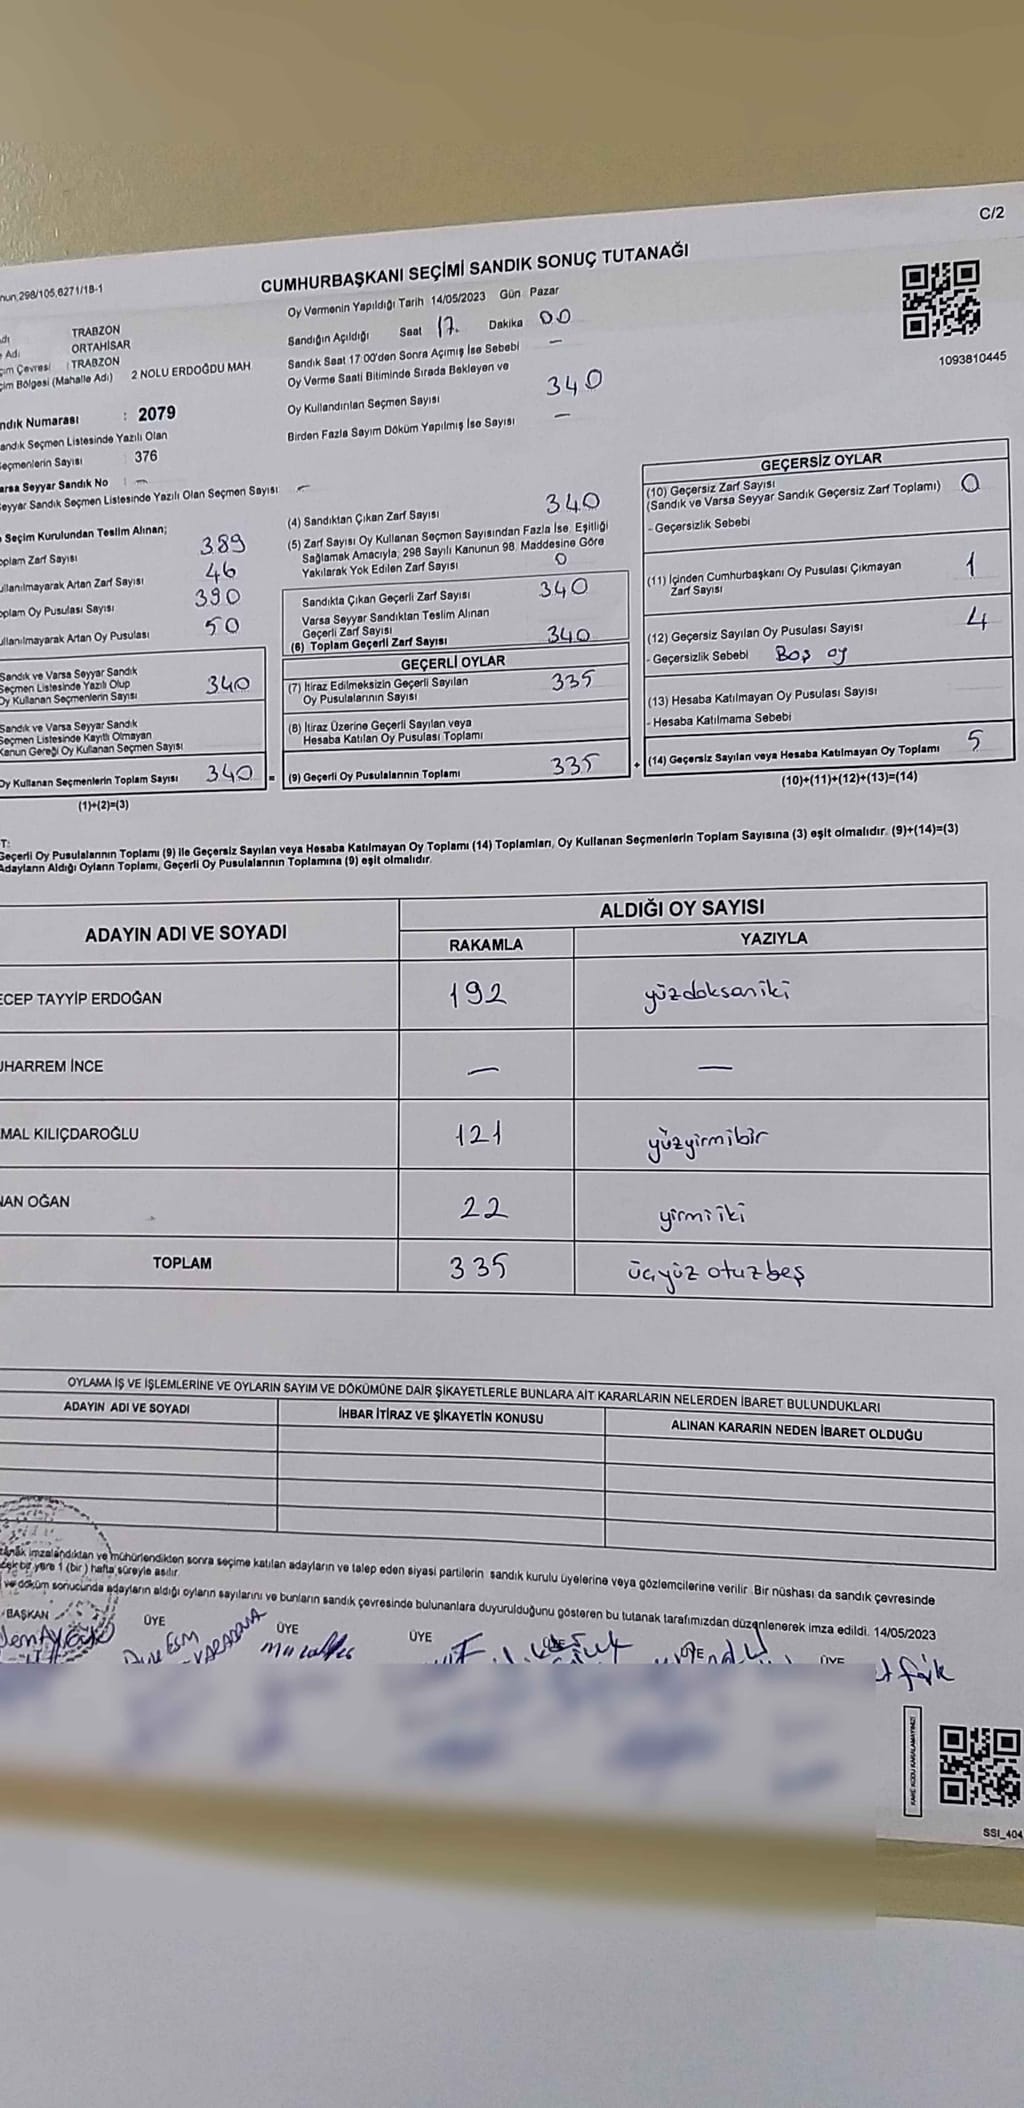 C/2
298/105,6271/18-1
CUMHURBAŞKANI SEÇİMİ SANDIK SONUÇ TUTANAĞI
1093810445
TRABZON
Adı ORTAHİSAR
Çevresi : TRABZON
Bölgesi (Mahalle Adı) 2 NOLU ERDOĞDU MAH
Numarası : 2079
Seçmen Listesinde Yazılı Olan
Sayısı 376
Seyyar Sandık No : —
Sandık Seçmen Listesinde Yazılı Olan Seçmen Sayısı —
Oy Vermenin Yapıldığı Tarih 14/05/2023 Gün Pazar
Sandığın Açıldığı Saat 17. Dakika 00
Sandık Saat 17:00'den Sonra Açılmış İse Sebebi —
Oy Verme Saati Bitiminde Sırada Bekleyen ve
Oy Kullandırılan Seçmen Sayısı 340
Birden Fazla Sayım Döküm Yapılmış İse Sayısı —
Seçim Kurulundan Teslim Alınan;
Zarf Sayısı 389
Artan Zarf Sayısı 46
Oy Pusulası Sayısı 390
Artan Oy Pusulası 50
Sandık ve Varsa Seyyar Sandık
Seçmen Listesinde Yazılı Olup
Oy Kullanan Seçmenlerin Sayısı 340
Sandık ve Varsa Seyyar Sandık
Seçmen Listesinde Kayıtlı Olmayan
Kanun Gereği Oy Kullanan Seçmen Sayısı
Oy Kullanan Seçmenlerin Toplam Sayısı 340 =
(1)+(2)=(3)
(4) Sandıktan Çıkan Zarf Sayısı 340
(5) Zarf Sayısı Oy Kullanan Seçmen Sayısından Fazla İse, Eşitliği
Sağlamak Amacıyla, 298 Sayılı Kanunun 98. Maddesine Göre
Yakılarak Yok Edilen Zarf Sayısı 0
Sandıkta Çıkan Geçerli Zarf Sayısı 340
Varsa Seyyar Sandıktan Teslim Alınan
Geçerli Zarf Sayısı
(6) Toplam Geçerli Zarf Sayısı 340
GEÇERLİ OYLAR
(7) İtiraz Edilmeksizin Geçerli Sayılan
Oy Pusulalarının Sayısı 335
(8) İtiraz Üzerine Geçerli Sayılan veya
Hesaba Katılan Oy Pusulası Toplamı
(9) Geçerli Oy Pusulalarının Toplamı 335 +
GEÇERSİZ OYLAR
(10) Geçersiz Zarf Sayısı
(Sandık ve Varsa Seyyar Sandık Geçersiz Zarf Toplamı) 0
- Geçersizlik Sebebi
(11) İçinden Cumhurbaşkanı Oy Pusulası Çıkmayan
Zarf Sayısı 1
(12) Geçersiz Sayılan Oy Pusulası Sayısı 4
- Geçersizlik Sebebi Boş oy
(13) Hesaba Katılmayan Oy Pusulası Sayısı
- Hesaba Katılmama Sebebi
(14) Geçersiz Sayılan veya Hesaba Katılmayan Oy Toplamı 5
(10)+(11)+(12)+(13)=(14)
Geçerli Oy Pusulalarının Toplamı (9) ile Geçersiz Sayılan veya Hesaba Katılmayan Oy Toplamı (14) Toplamları, Oy Kullanan Seçmenlerin Toplam Sayısına (3) eşit olmalıdır. (9)+(14)=(3)
Adayların Aldığı Oyların Toplamı, Geçerli Oy Pusulalarının Toplamına (9) eşit olmalıdır.
ADAYIN ADI VE SOYADI
ALDIĞI OY SAYISI
RAKAMLA YAZIYLA
ECEP TAYYİP ERDOĞAN 192 yüzdoksaniki
UHARREM İNCE — —
MAL KILIÇDAROĞLU 121 yüzyirmibir
NAN OĞAN 22 yirmiiki
TOPLAM 335 üçyüz otuzbeş
OYLAMA İŞ VE İŞLEMLERİNE VE OYLARIN SAYIM VE DÖKÜMÜNE DAİR ŞİKAYETLERLE BUNLARA AİT KARARLARIN NELERDEN İBARET BULUNDUKLARI
ADAYIN ADI VE SOYADI İHBAR İTİRAZ VE ŞİKAYETİN KONUSU ALINAN KARARIN NEDEN İBARET OLDUĞU
imzalandıktan ve mühürlendikten sonra seçime katılan adayların ve talep eden siyasi partilerin sandık kurulu üyelerine veya gözlemcilerine verilir. Bir nüshası da sandık çevresinde
bir yere 1 (bir) hafta süreyle asılır.
ve döküm sonucunda adayların aldığı oyların sayılarını ve bunların sandık çevresinde bulunanlara duyurulduğunu gösteren bu tutanak tarafımızdan düzenlenerek imza edildi. 14/05/2023
BAŞKAN ÜYE ÜYE ÜYE ÜYE ÜYE
KARE KODU KARALAMAYINIZ!
SSI_404